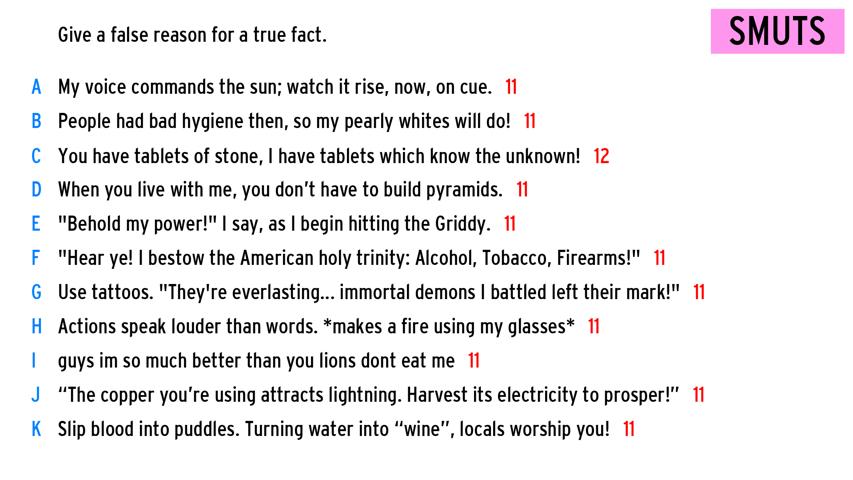 Give a false reason for a true fact.
SMUTS
A My voice commands the sun; watch it rise, now, on cue. 11
B People had bad hygiene then, so my pearly whites will do! 11
C You have tablets of stone, I have tablets which know the unknown! 12
D When you live with me, you don't have to build pyramids. 11
E "Behold my power!" I say, as I begin hitting the Griddy. 11
F "Hear ye! I bestow the American holy trinity: Alcohol, Tobacco, Firearms!" 11
G Use tattoos. "They're everlasting... immortal demons I battled left their mark!" 11
H Actions speak louder than words. *makes a fire using my glasses* 11
I guys im so much better than you lions dont eat me 11
J “The copper you’re using attracts lightning. Harvest its electricity to prosper!” 11
K Slip blood into puddles. Turning water into “wine”, locals worship you! 11